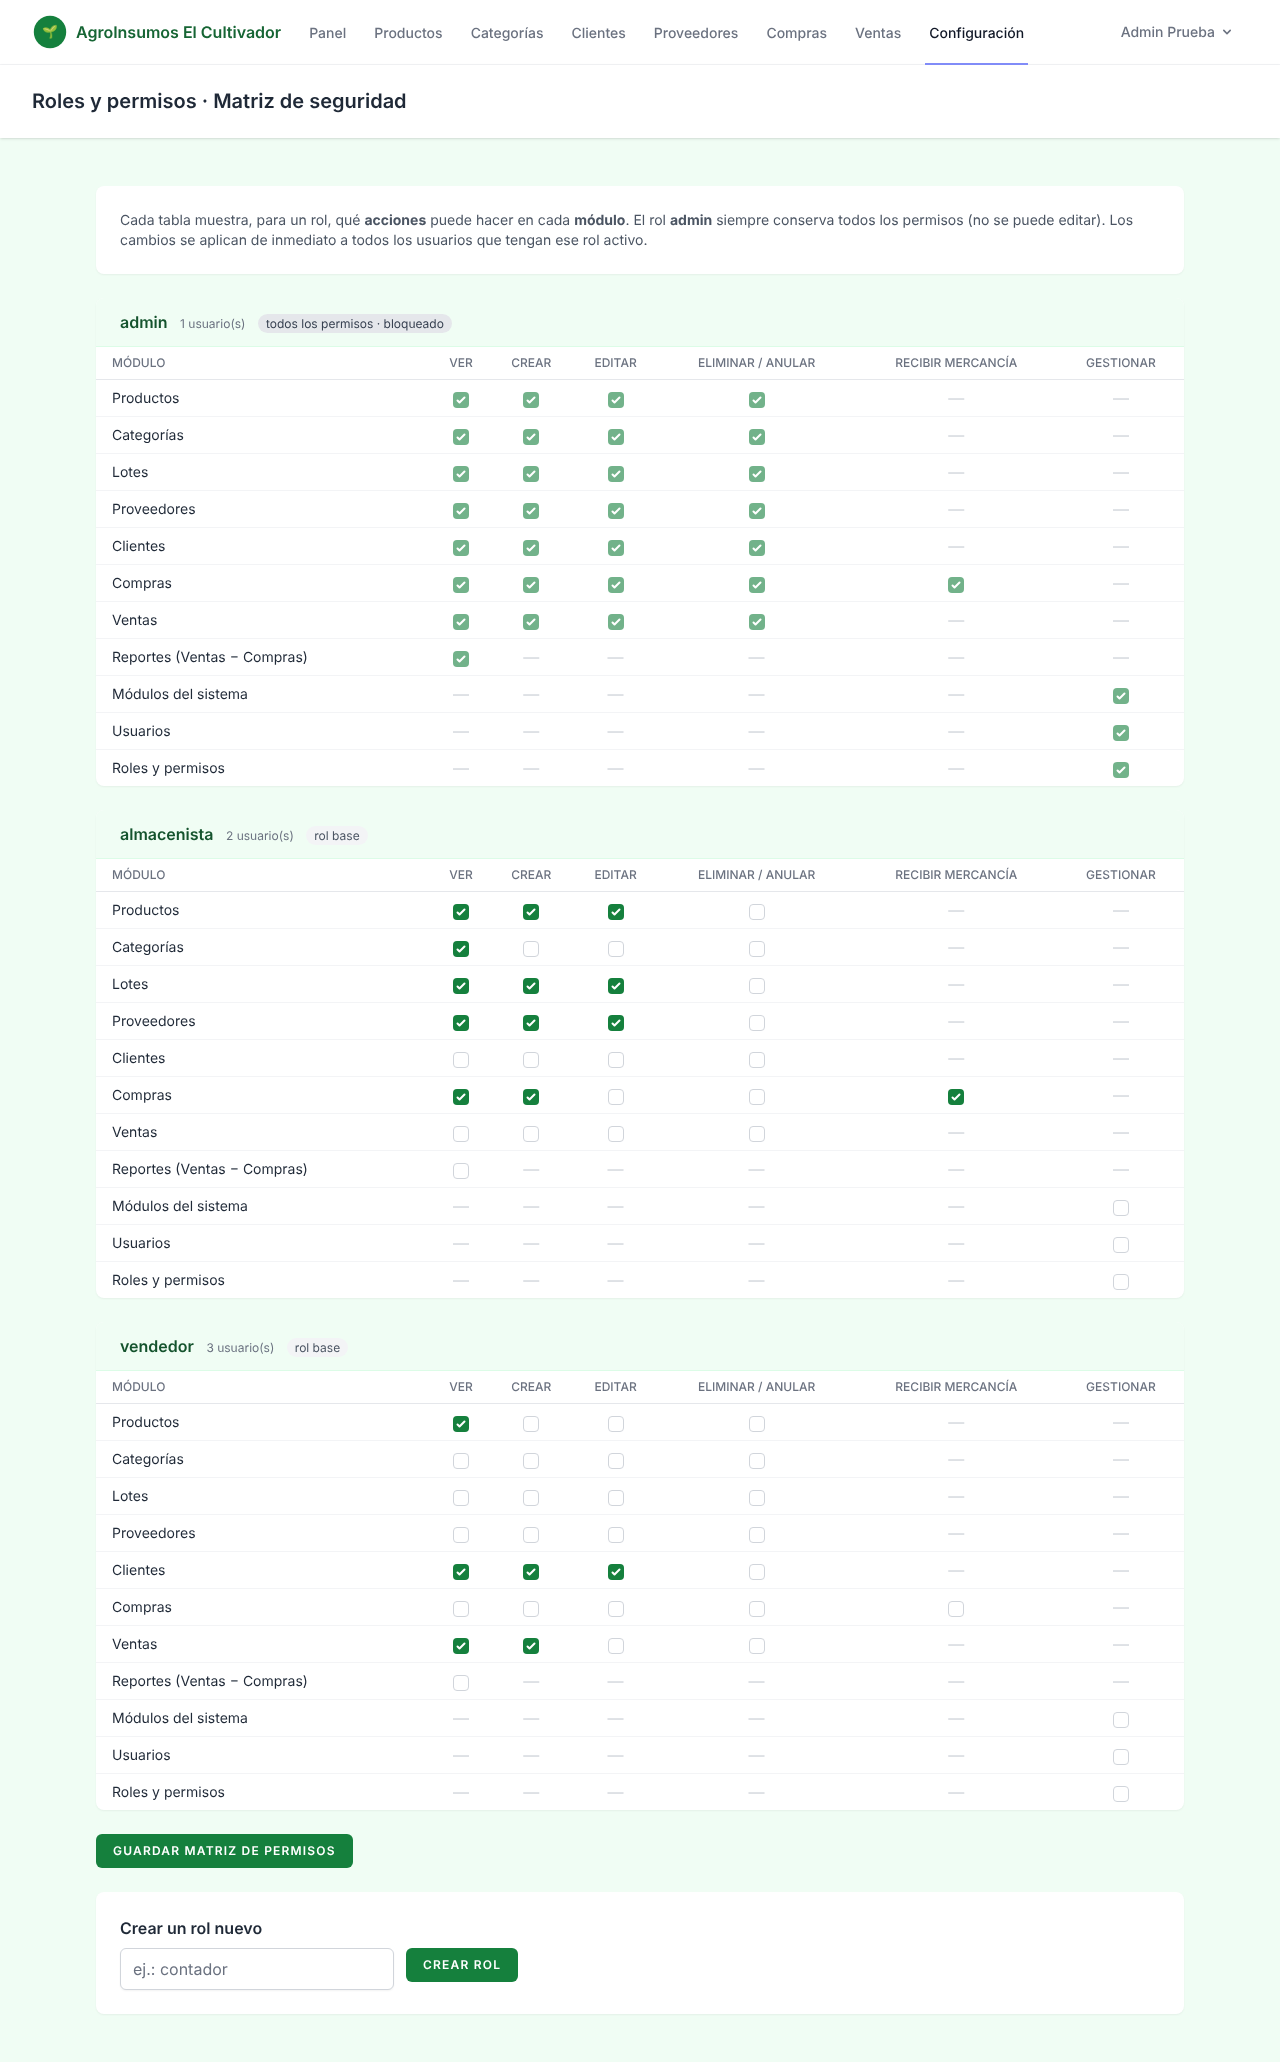 AgroInsumos El Cultivador Panel Productos Categorías Clientes Proveedores Compras Ventas Configuración Admin Prueba
Roles y permisos · Matriz de seguridad
Cada tabla muestra, para un rol, qué acciones puede hacer en cada módulo. El rol admin siempre conserva todos los permisos (no se puede editar). Los
cambios se aplican de inmediato a todos los usuarios que tengan ese rol activo.
admin 1 usuario(s) todos los permisos · bloqueado
MÓDULO VER CREAR EDITAR ELIMINAR / ANULAR RECIBIR MERCANCÍA GESTIONAR
Productos — —
Categorías — —
Lotes — —
Proveedores — —
Clientes — —
Compras —
Ventas — —
Reportes (Ventas − Compras) — — — — —
Módulos del sistema — — — — —
Usuarios — — — — —
Roles y permisos — — — — —
almacenista 2 usuario(s) rol base
MÓDULO VER CREAR EDITAR ELIMINAR / ANULAR RECIBIR MERCANCÍA GESTIONAR
Productos — —
Categorías — —
Lotes — —
Proveedores — —
Clientes — —
Compras —
Ventas — —
Reportes (Ventas − Compras) — — — — —
Módulos del sistema — — — — —
Usuarios — — — — —
Roles y permisos — — — — —
vendedor 3 usuario(s) rol base
MÓDULO VER CREAR EDITAR ELIMINAR / ANULAR RECIBIR MERCANCÍA GESTIONAR
Productos — —
Categorías — —
Lotes — —
Proveedores — —
Clientes — —
Compras —
Ventas — —
Reportes (Ventas − Compras) — — — — —
Módulos del sistema — — — — —
Usuarios — — — — —
Roles y permisos — — — — —
GUARDAR MATRIZ DE PERMISOS
Crear un rol nuevo
ej.: contador CREAR ROL